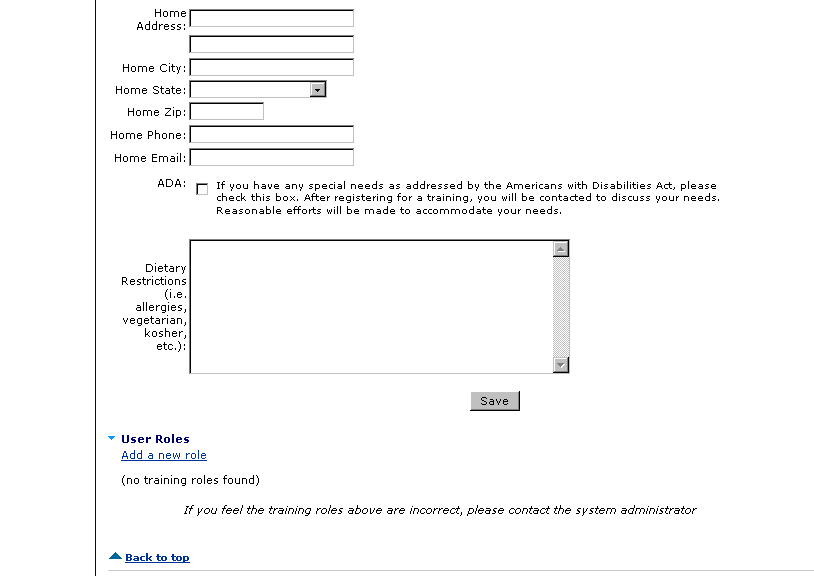 Home
Address:
Home City:
Home State:
Home Zip:
Home Phone:
Home Email:
ADA:
If you have any special needs as addressed by the Americans with Disabilities Act, please
check this box. After registering for a training, you will be contacted to discuss your needs.
Reasonable efforts will be made to accommodate your needs.
Dietary
Restrictions
(i.e.
allergies,
vegetarian,
kosher,
etc.):
Save
User Roles
Add a new role
(no training roles found)
If you feel the training roles above are incorrect, please contact the system administrator
Back to top